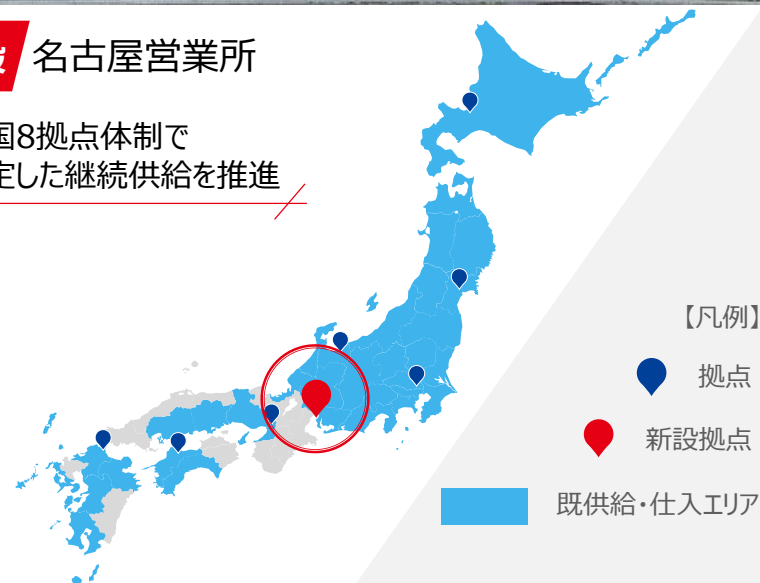 名古屋営業所
国8拠点体制で
定した継続供給を推進
【凡例】
拠点
新設拠点
既供給・仕入エリア